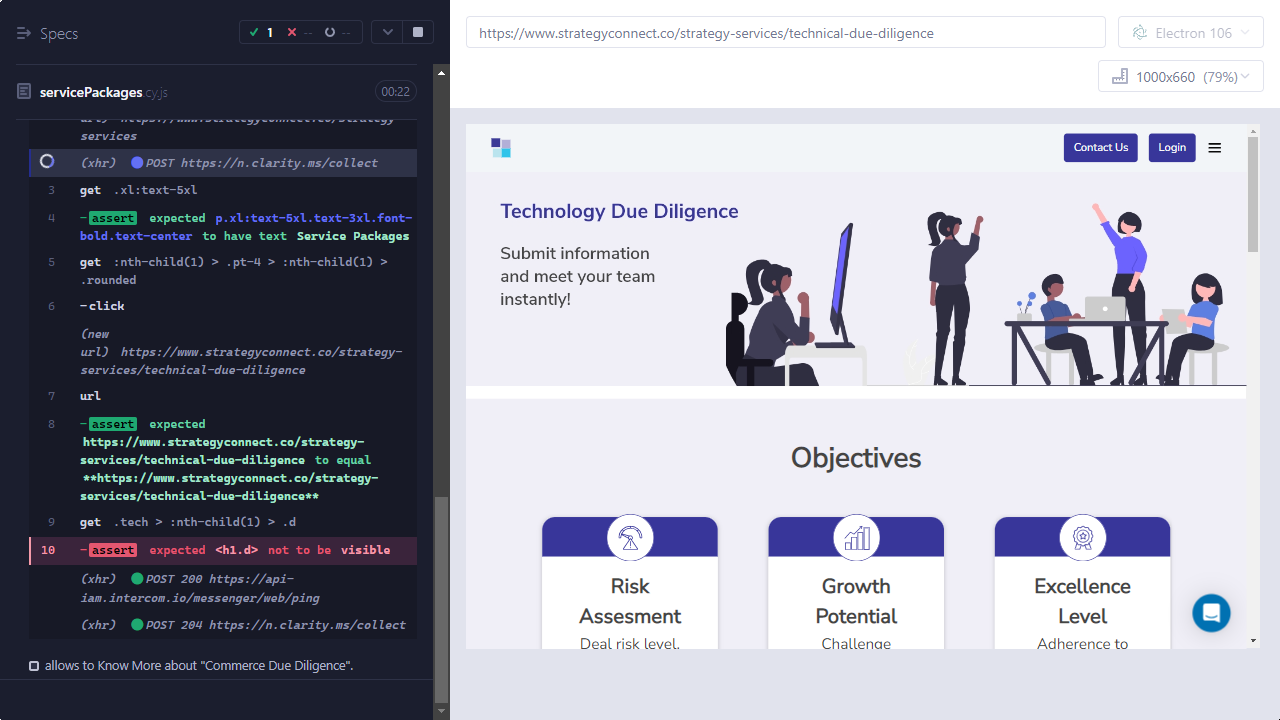 Specs
1
--
--
servicePackages.cy.js
00:22
url) https://www.strategyconnect.co/strategy-
services
(xhr) POST https://n.clarity.ms/collect
3 get .xl:text-5xl
4 -assert expected p.xl:text-5xl.text-3xl.font-
bold.text-center to have text Service Packages
5 get :nth-child(1) > .pt-4 > :nth-child(1) >
.rounded
6 -click
(new
url) https://www.strategyconnect.co/strategy-
services/technical-due-diligence
7 url
8 -assert expected
https://www.strategyconnect.co/strategy-
services/technical-due-diligence to equal
**https://www.strategyconnect.co/strategy-
services/technical-due-diligence**
9 get .tech > :nth-child(1) > .d
10 -assert expected <h1.d> not to be visible
(xhr) POST 200 https://api-
iam.intercom.io/messenger/web/ping
(xhr) POST 204 https://n.clarity.ms/collect
allows to Know More about "Commerce Due Diligence".
https://www.strategyconnect.co/strategy-services/technical-due-diligence
Electron 106
1000x660 (79%)
Contact Us
Login
Technology Due Diligence
Submit information
and meet your team
instantly!
Objectives
Risk
Assesment
Deal risk level,
Growth
Potential
Challenge
Excellence
Level
Adherence to